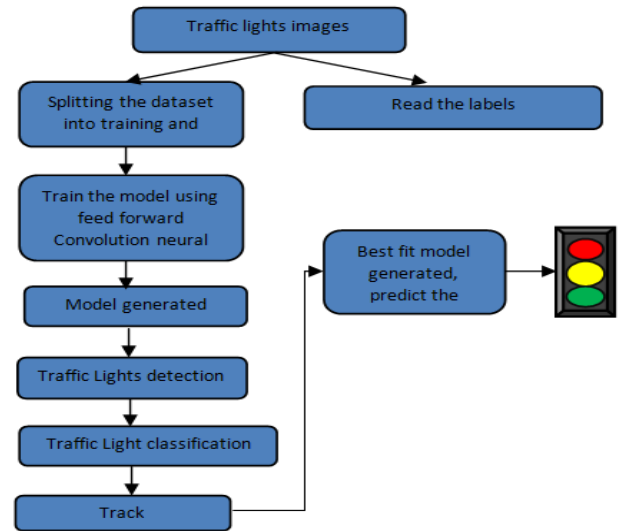 Traffic lights images
Splitting the dataset
into training and
Read the labels
Train the model using
feed forward
Convolution neural
Best fit model
generated,
predict the
Model generated
Traffic Lights detection
Traffic Light classification
Track